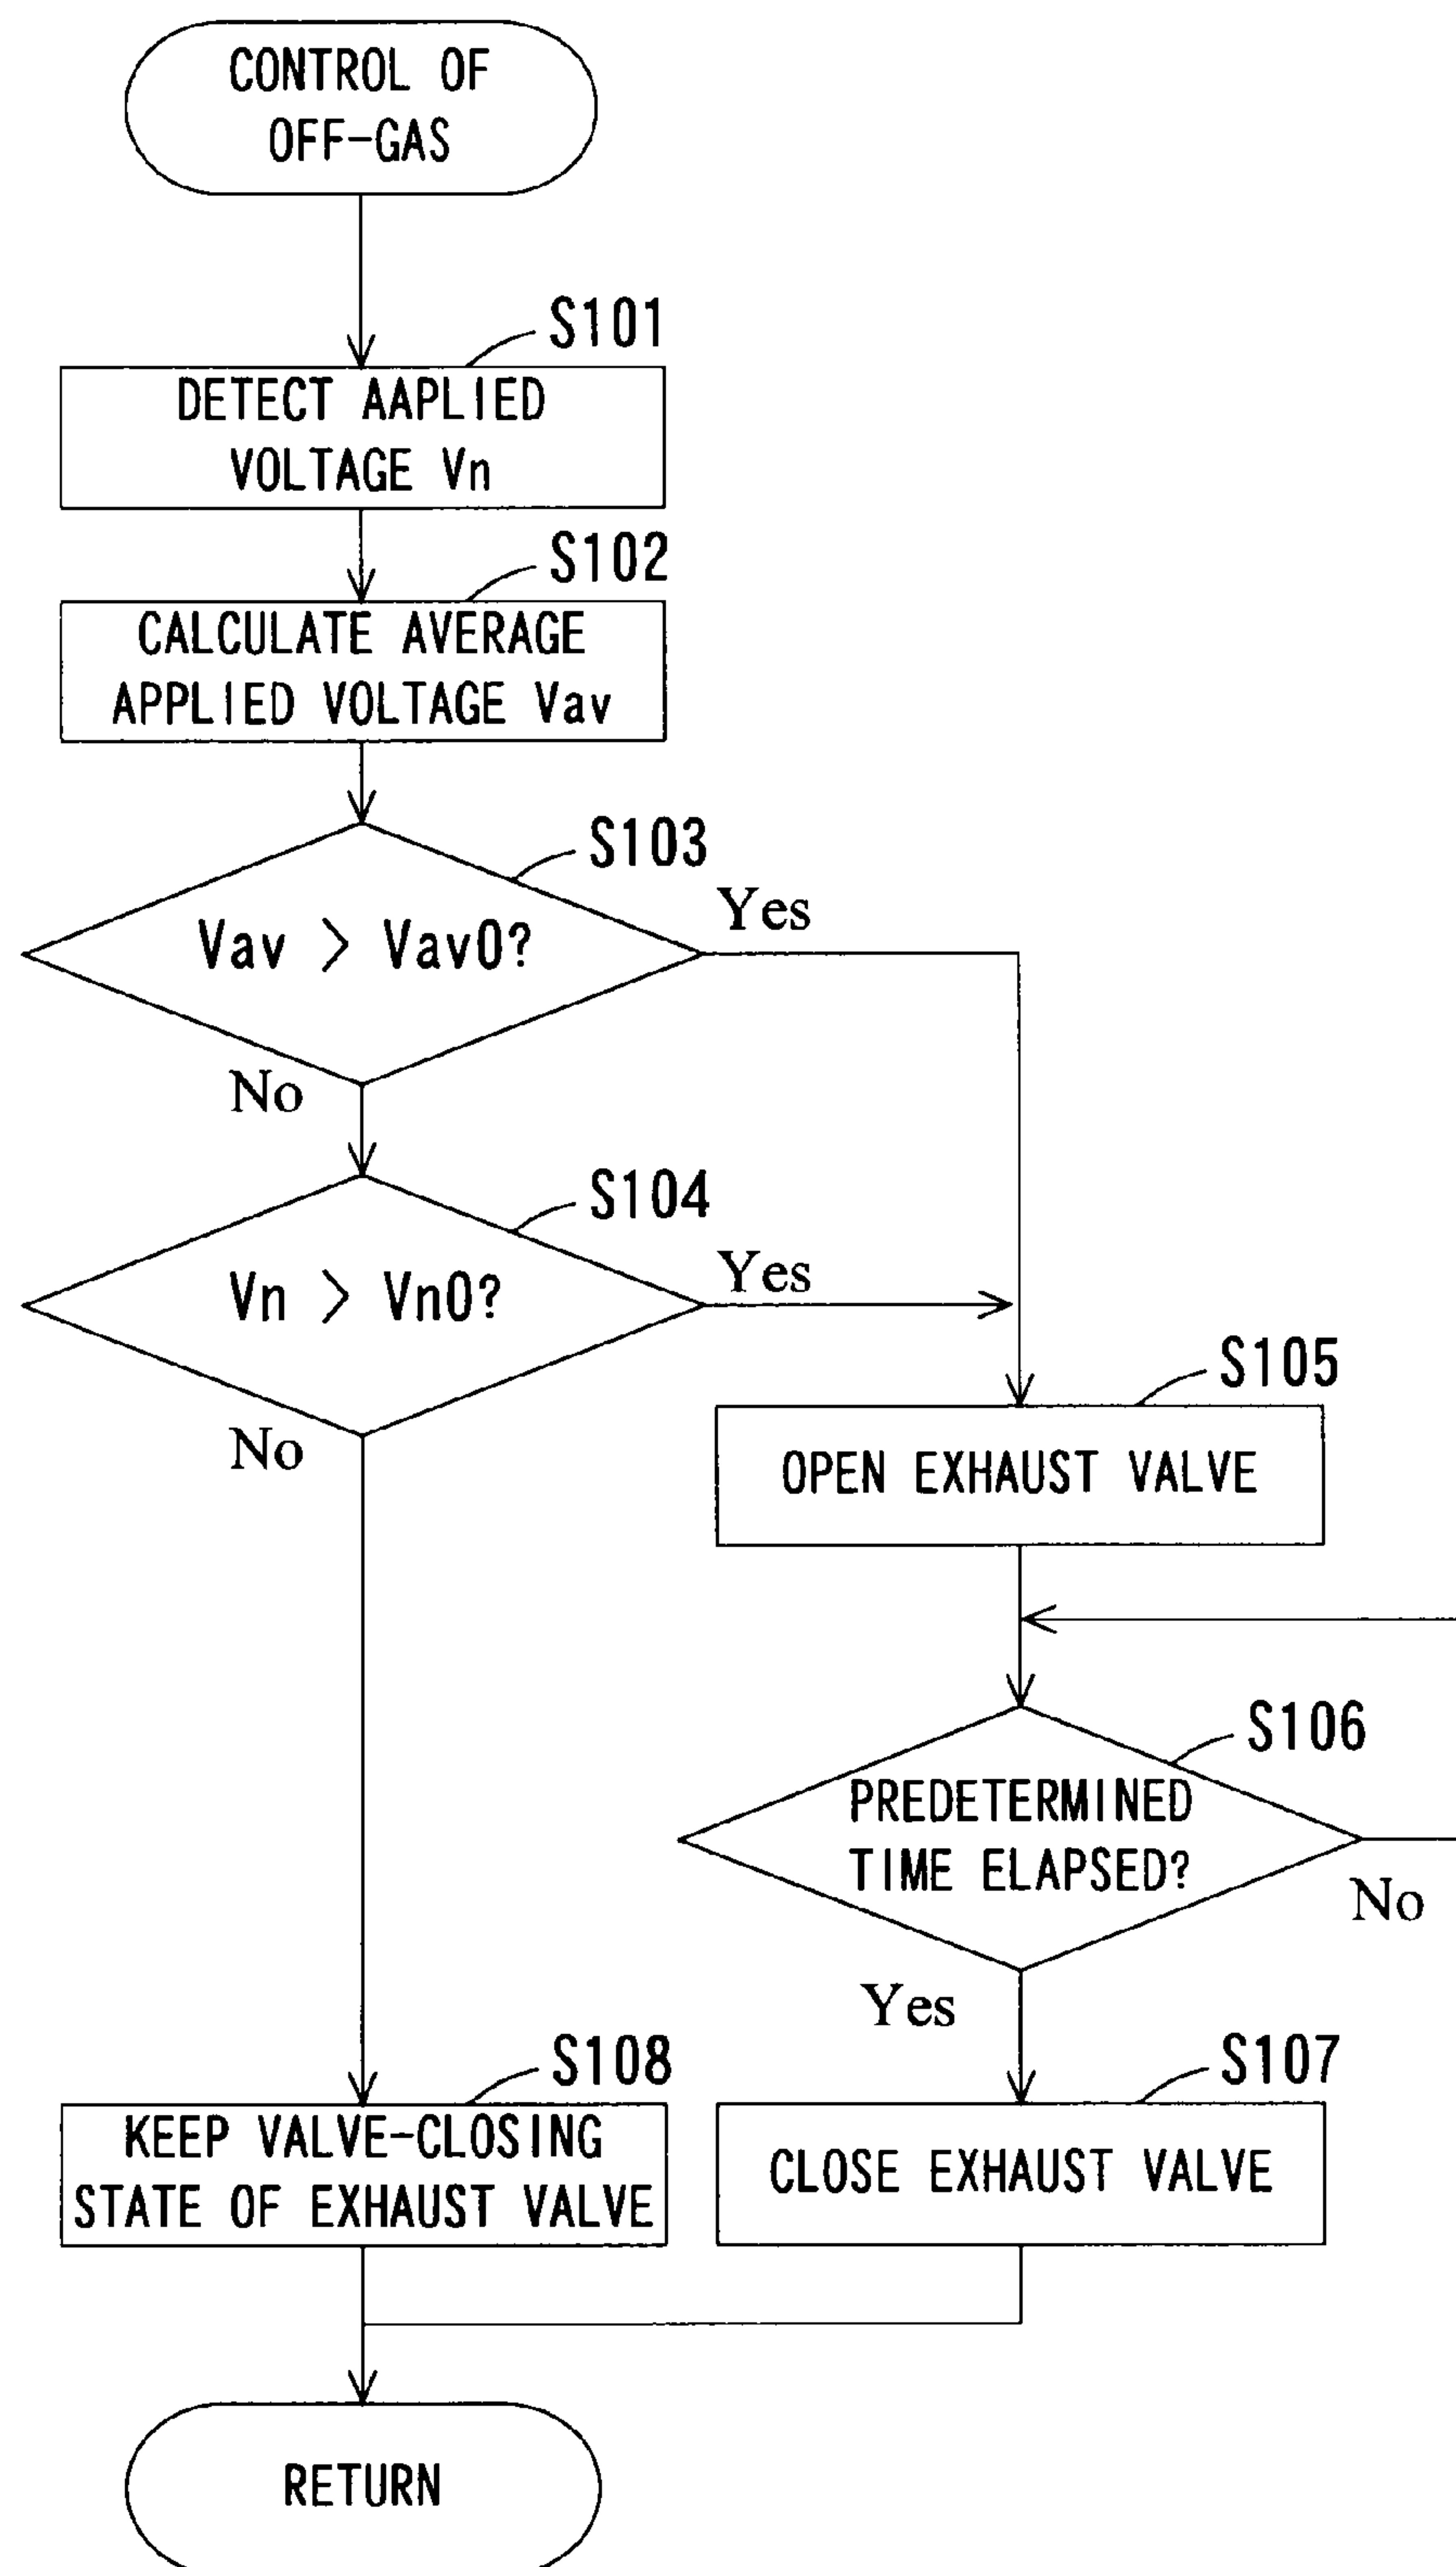 CONTROL OF
OFF-GAS
S101
DETECT AAPLIED
VOLTAGE Vn
S102
CALCULATE AVERAGE
APPLIED VOLTAGE Vav
S103
Vav > Vav0?
Yes
No
S104
Vn > Vn0?
Yes
No
S105
OPEN EXHAUST VALVE
S106
PREDETERMINED
TIME ELAPSED?
No
Yes
S107
CLOSE EXHAUST VALVE
S108
KEEP VALVE-CLOSING
STATE OF EXHAUST VALVE
RETURN